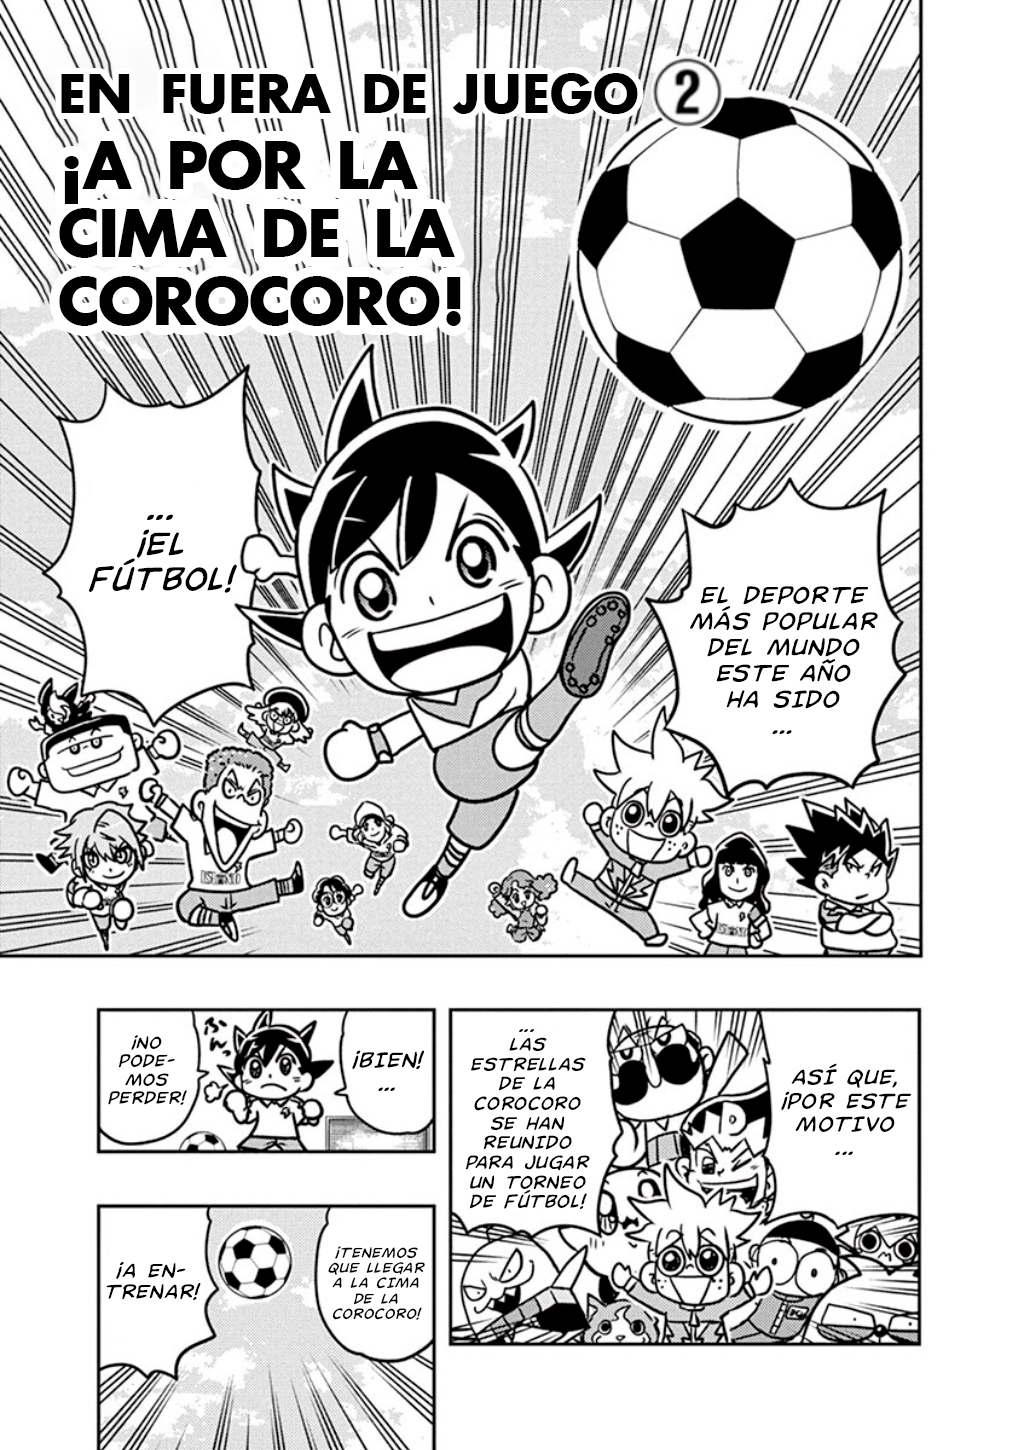 EN FUERA DE JUEGO 2
¡A POR LA
CIMA DE LA
COROCORO!
EL DEPORTE
MÁS POPULAR
DEL MUNDO
ESTE AÑO
HA SIDO
...
...
¡EL
FÚTBOL!
ASÍ QUE,
¡POR ESTE
MOTIVO
...
...
LAS
ESTRELLAS
DE LA
COROCORO
SE HAN
REUNIDO
PARA JUGAR
UN TORNEO
DE FÚTBOL!
¡BIEN!
...
ふんっ
¡NO
PODE-
MOS
PERDER!
¡TENEMOS
QUE LLEGAR
A LA CIMA
DE LA
COROCORO!
¡A EN-
TRENAR!